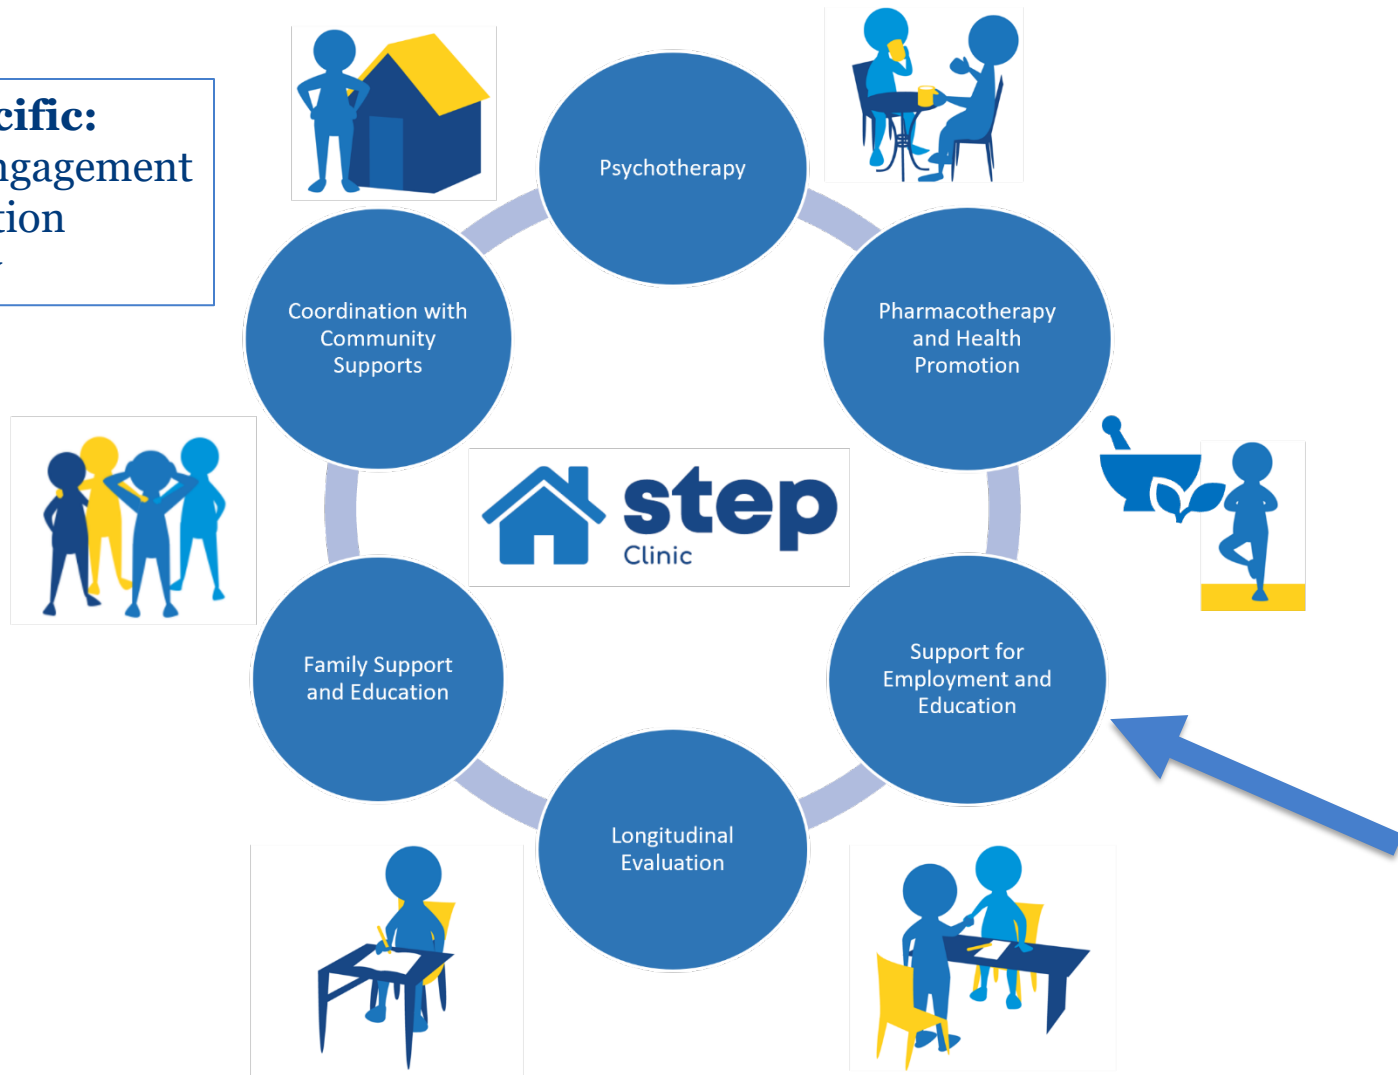 cific:
ngagement
tion
Psychotherapy
Coordination with
Community
Supports
Pharmacotherapy
and Health
Promotion
step
Clinic
Family Support
and Education
Support for
Employment and
Education
Longitudinal
Evaluation